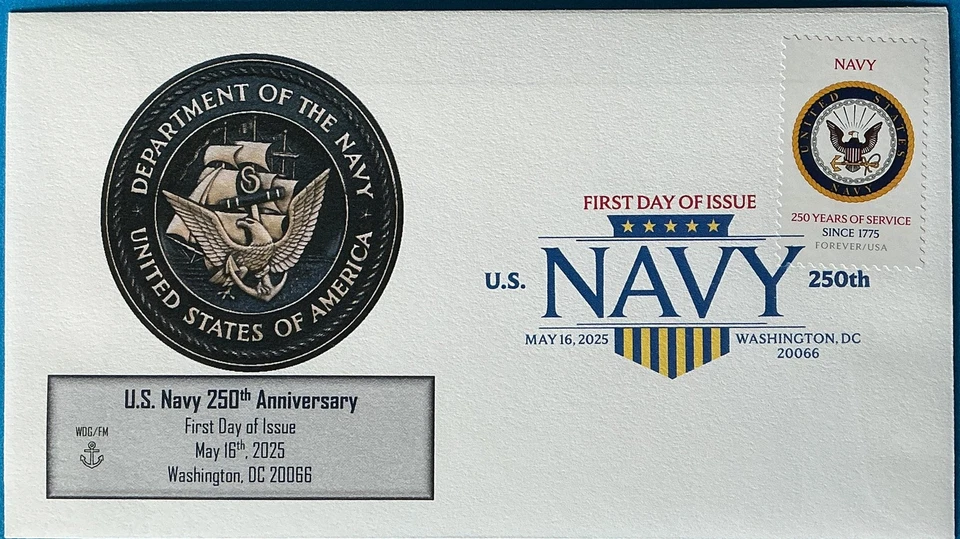 DEPARTMENT OF THE NAVY
UNITED STATES OF AMERICA
S
U.S. Navy 250th Anniversary
First Day of Issue
May 16th, 2025
Washington, DC 20066
WDG/FM
FIRST DAY OF ISSUE
U.S. NAVY 250th
MAY 16, 2025 WASHINGTON, DC
20066
NAVY
UNITED STATES
NAVY
250 YEARS OF SERVICE
SINCE 1775
FOREVER/USA